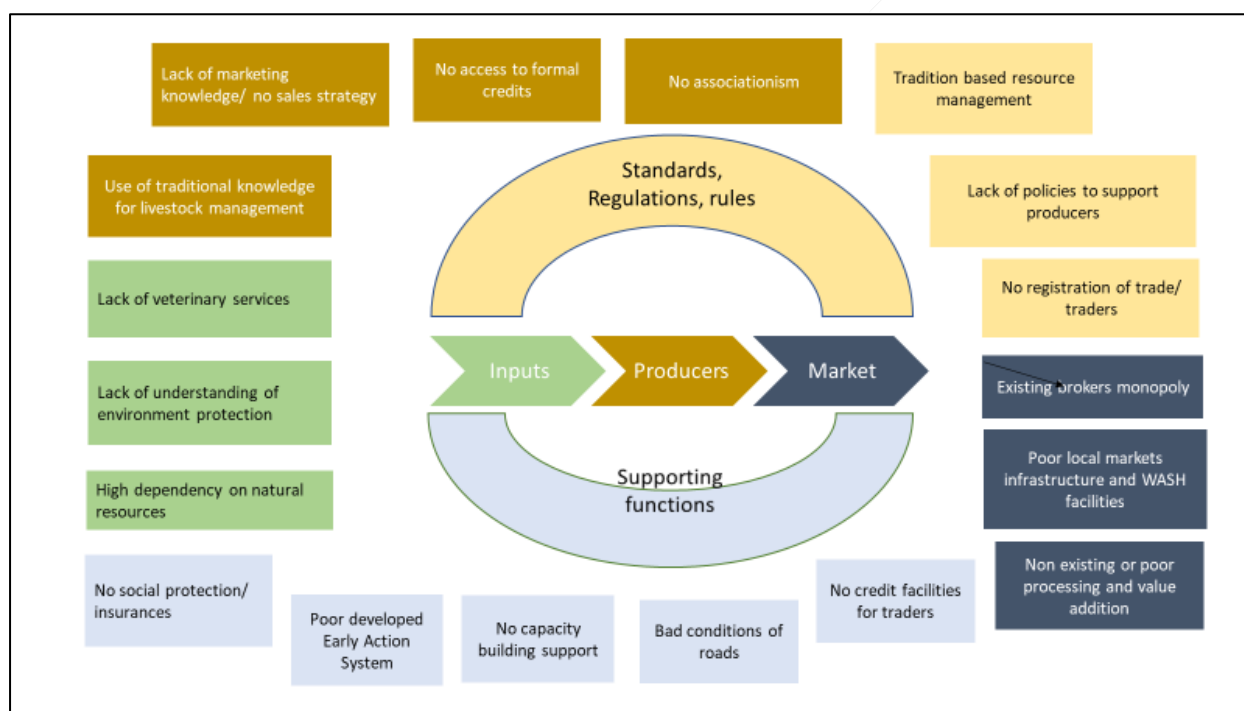 Lack of marketing
knowledge/ no sales strategy
No access to formal
credits
No associationism
Tradition based resource
management
Use of traditional knowledge
for livestock management
Standards,
Regulations, rules
Lack of policies to support
producers
Lack of veterinary services
No registration of trade/
traders
Inputs
Producers
Market
Existing brokers monopoly
Lack of understanding of
environment protection
Poor local markets
infrastructure and WASH
facilities
High dependency on natural
resources
Supporting
functions
Non existing or poor
processing and value
addition
No social protection/
insurances
Poor developed
Early Action
System
No capacity
building support
Bad conditions of
roads
No credit facilities
for traders